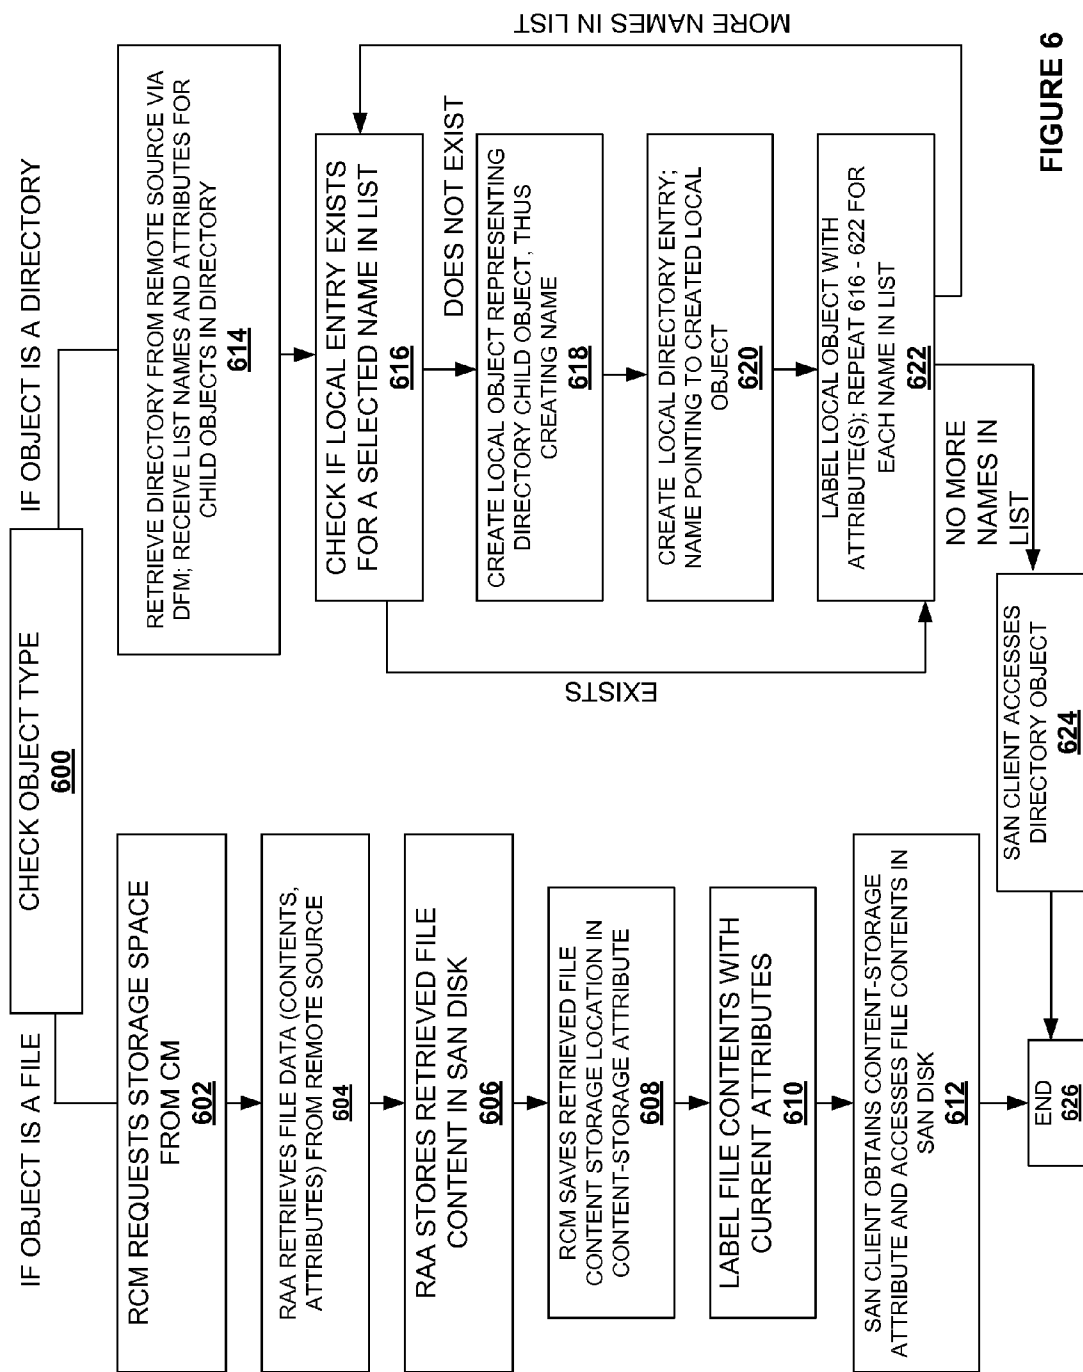 CHECK OBJECT TYPE
600
IF OBJECT IS A FILE
IF OBJECT IS A DIRECTORY
RCM REQUESTS STORAGE SPACE
FROM CM
602
RAA RETRIEVES FILE DATA (CONTENTS,
ATTRIBUTES) FROM REMOTE SOURCE
604
RAA STORES RETRIEVED FILE
CONTENT IN SAN DISK
606
RCM SAVES RETRIEVED FILE
CONTENT STORAGE LOCATION IN
CONTENT-STORAGE ATTRIBUTE
608
LABEL FILE CONTENTS WITH
CURRENT ATTRIBUTES
610
SAN CLIENT OBTAINS CONTENT-STORAGE
ATTRIBUTE AND ACCESSES FILE CONTENTS IN
SAN DISK
612
RETRIEVE DIRECTORY FROM REMOTE SOURCE VIA
DFM; RECEIVE LIST NAMES AND ATTRIBUTES FOR
CHILD OBJECTS IN DIRECTORY
614
CHECK IF LOCAL ENTRY EXISTS
FOR A SELECTED NAME IN LIST
616
DOES NOT EXIST
CREATE LOCAL OBJECT REPRESENTING
DIRECTORY CHILD OBJECT, THUS
CREATING NAME
618
CREATE LOCAL DIRECTORY ENTRY;
NAME POINTING TO CREATED LOCAL
OBJECT
620
LABEL LOCAL OBJECT WITH
ATTRIBUTE(S); REPEAT 616 - 622 FOR
EACH NAME IN LIST
622
EXISTS
MORE NAMES IN LIST
NO MORE
NAMES IN
LIST
SAN CLIENT ACCESSES
DIRECTORY OBJECT
624
END
626
FIGURE 6